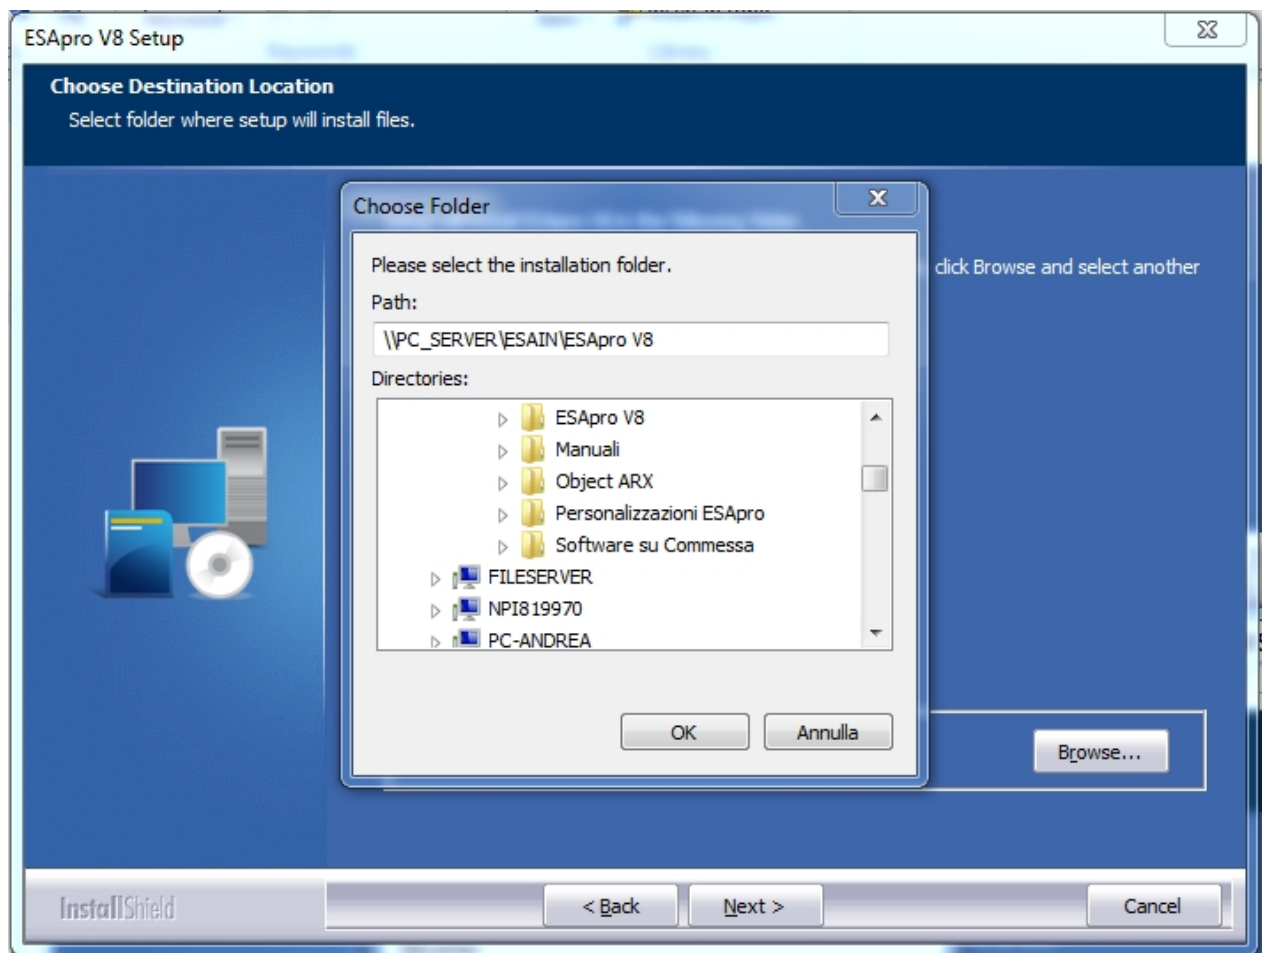 ESApro V8 Setup
Choose Destination Location
Select folder where setup will install files.
Choose Folder
click Browse and select another
Please select the installation folder.
Path:
\\PC_SERVER\ESAIN\ESApro V8
Directories:
ESApro V8
Manuali
Object ARX
Personalizzazioni ESApro
Software su Commessa
FILESERVER
NPI819970
PC-ANDREA
OK
Annulla
Browse...
InstallShield
< Back
Next >
Cancel